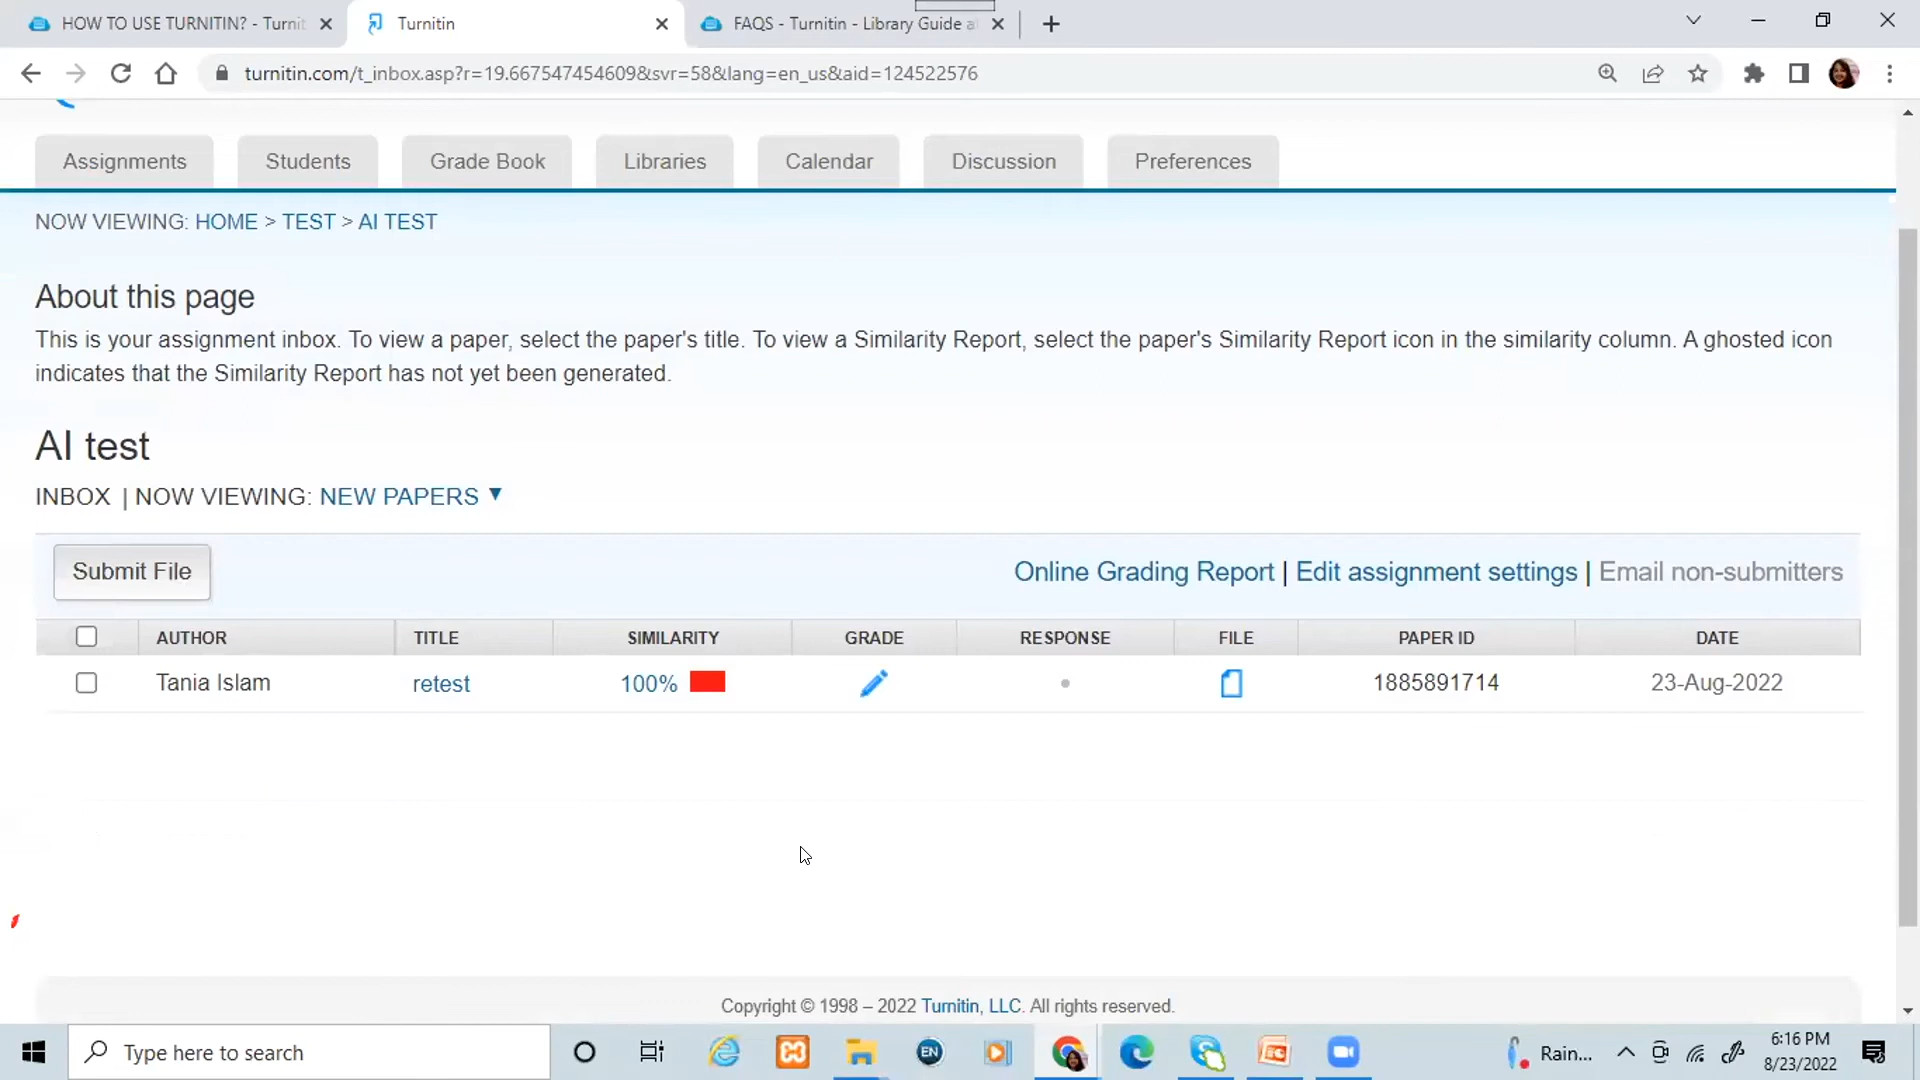 HOW TO USE TURNITIN? - Turnit
Turnitin
FAQS - Turnitin - Library Guide a
turnitin.com/t_inbox.asp?r=19.667547454609&svr=58&lang=en_us&aid=124522576
Assignments Students Grade Book Libraries Calendar Discussion Preferences
NOW VIEWING: HOME > TEST > AI TEST
About this page
This is your assignment inbox. To view a paper, select the paper's title. To view a Similarity Report, select the paper's Similarity Report icon in the similarity column. A ghosted icon
indicates that the Similarity Report has not yet been generated.
AI test
INBOX | NOW VIEWING: NEW PAPERS ▼
Submit File
Online Grading Report | Edit assignment settings | Email non-submitters
AUTHOR TITLE SIMILARITY GRADE RESPONSE FILE PAPER ID DATE
Tania Islam retest 100% 1885891714 23-Aug-2022
Copyright © 1998 – 2022 Turnitin, LLC. All rights reserved.
Type here to search
EN
Rain...
6:16 PM
8/23/2022